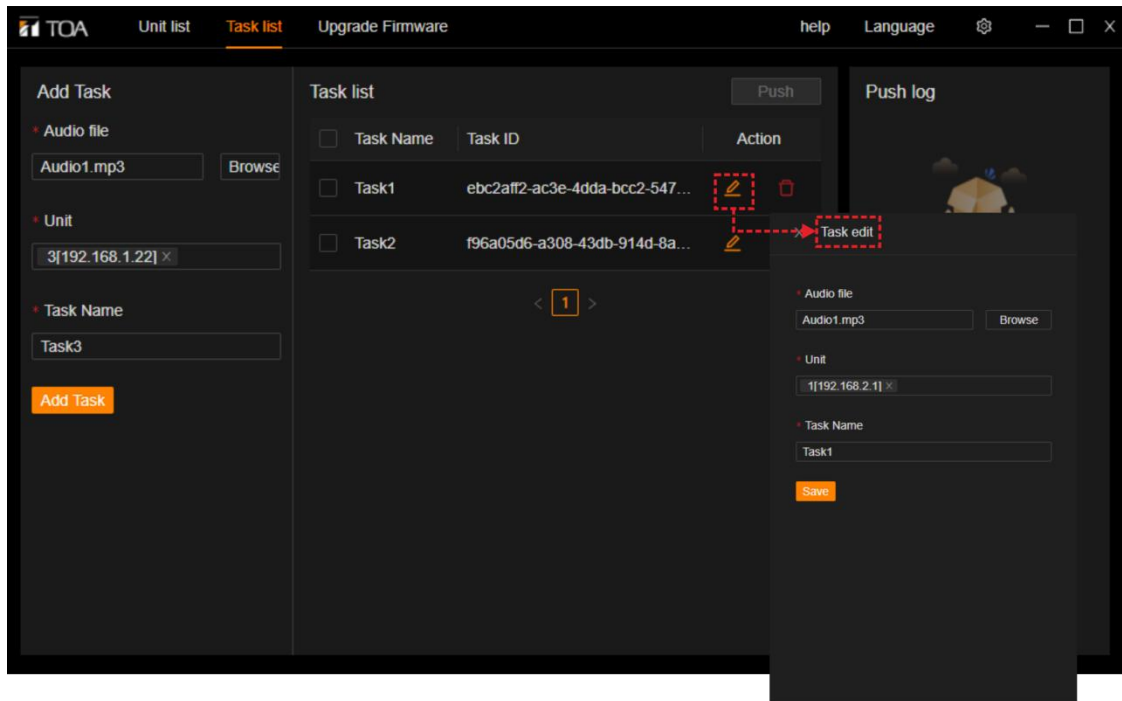 TOA Unit list Task list Upgrade Firmware help Language
Add Task
* Audio file
Audio1.mp3 Browse
* Unit
3[192.168.1.22] ×
* Task Name
Task3
Add Task
Task list Push
Task Name Task ID Action
Task1 ebc2aff2-ac3e-4dda-bcc2-547...
Task2 f96a05d6-a308-43db-914d-8a...
< 1 >
Push log
Task edit
* Audio file
Audio1.mp3 Browse
* Unit
1[192.168.2.1] ×
* Task Name
Task1
Save